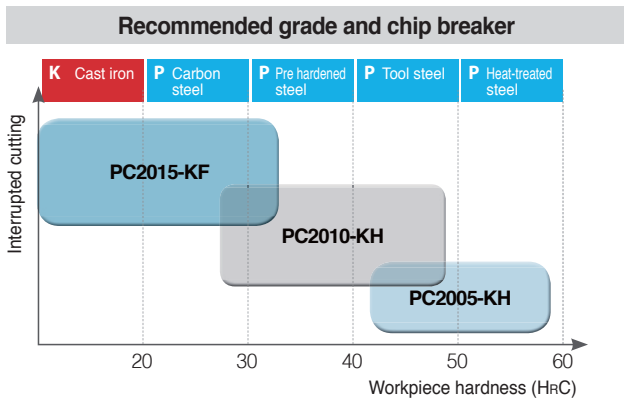 Recommended grade and chip breaker
K Cast iron
P Carbon steel
P Pre hardened steel
P Tool steel
P Heat-treated steel
Interrupted cutting
PC2015-KF
PC2010-KH
PC2005-KH
20 30 40 50 60
Workpiece hardness (HRC)